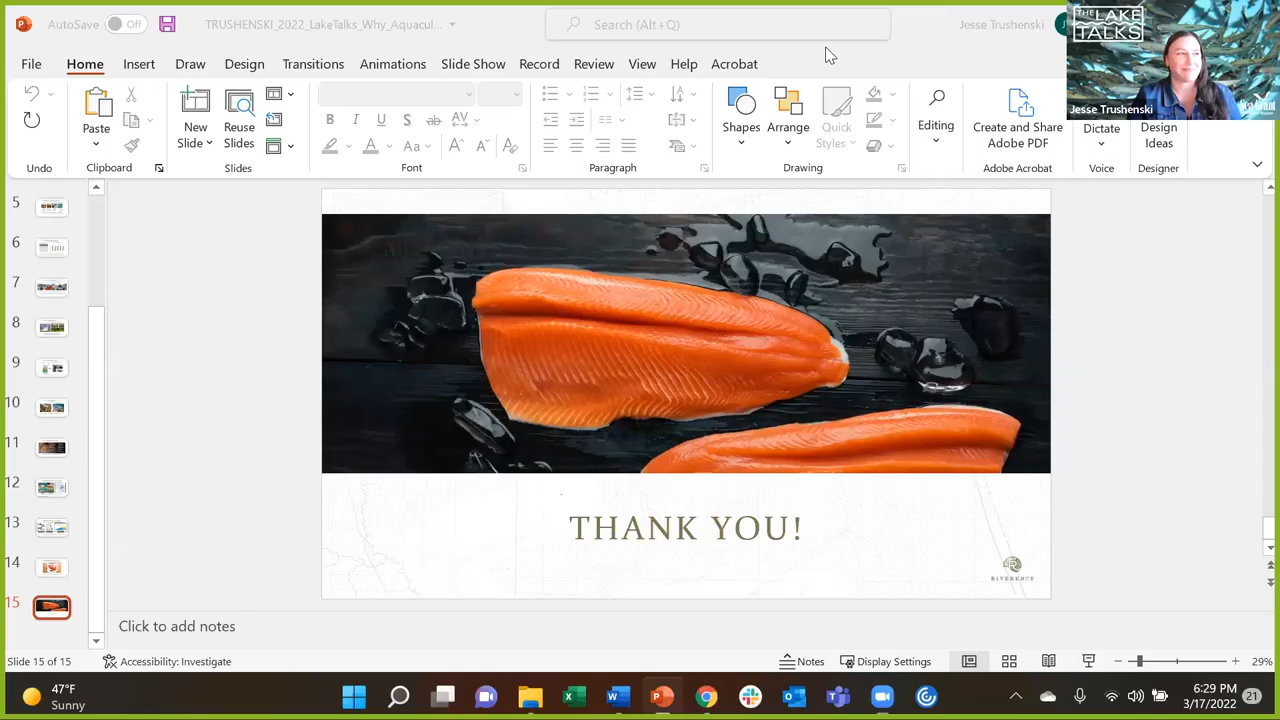 AutoSave
Off
TRUSHENSKI_2022_LakeTalks_Why_Aquac...
Search (Alt+Q)
Jesse Trushenski
THE
LAKE
TALKS
Jesse Trushenski
File
Home
Insert
Draw
Design
Transitions
Animations
Slide Show
Record
Review
View
Help
Acrobat
Paste
New
Slide
Reuse
Slides
Shapes
Arrange
Quick
Styles
Editing
Create and Share
Adobe PDF
Dictate
Design
Ideas
Undo
Clipboard
Slides
Font
Paragraph
Drawing
Adobe Acrobat
Voice
Designer
5
6
7
8
9
10
11
12
13
14
15
THANK YOU!
RIVERENCE
Click to add notes
Slide 15 of 15
Accessibility: Investigate
Notes
Display Settings
29%
47°F
Sunny
6:29 PM
3/17/2022
21